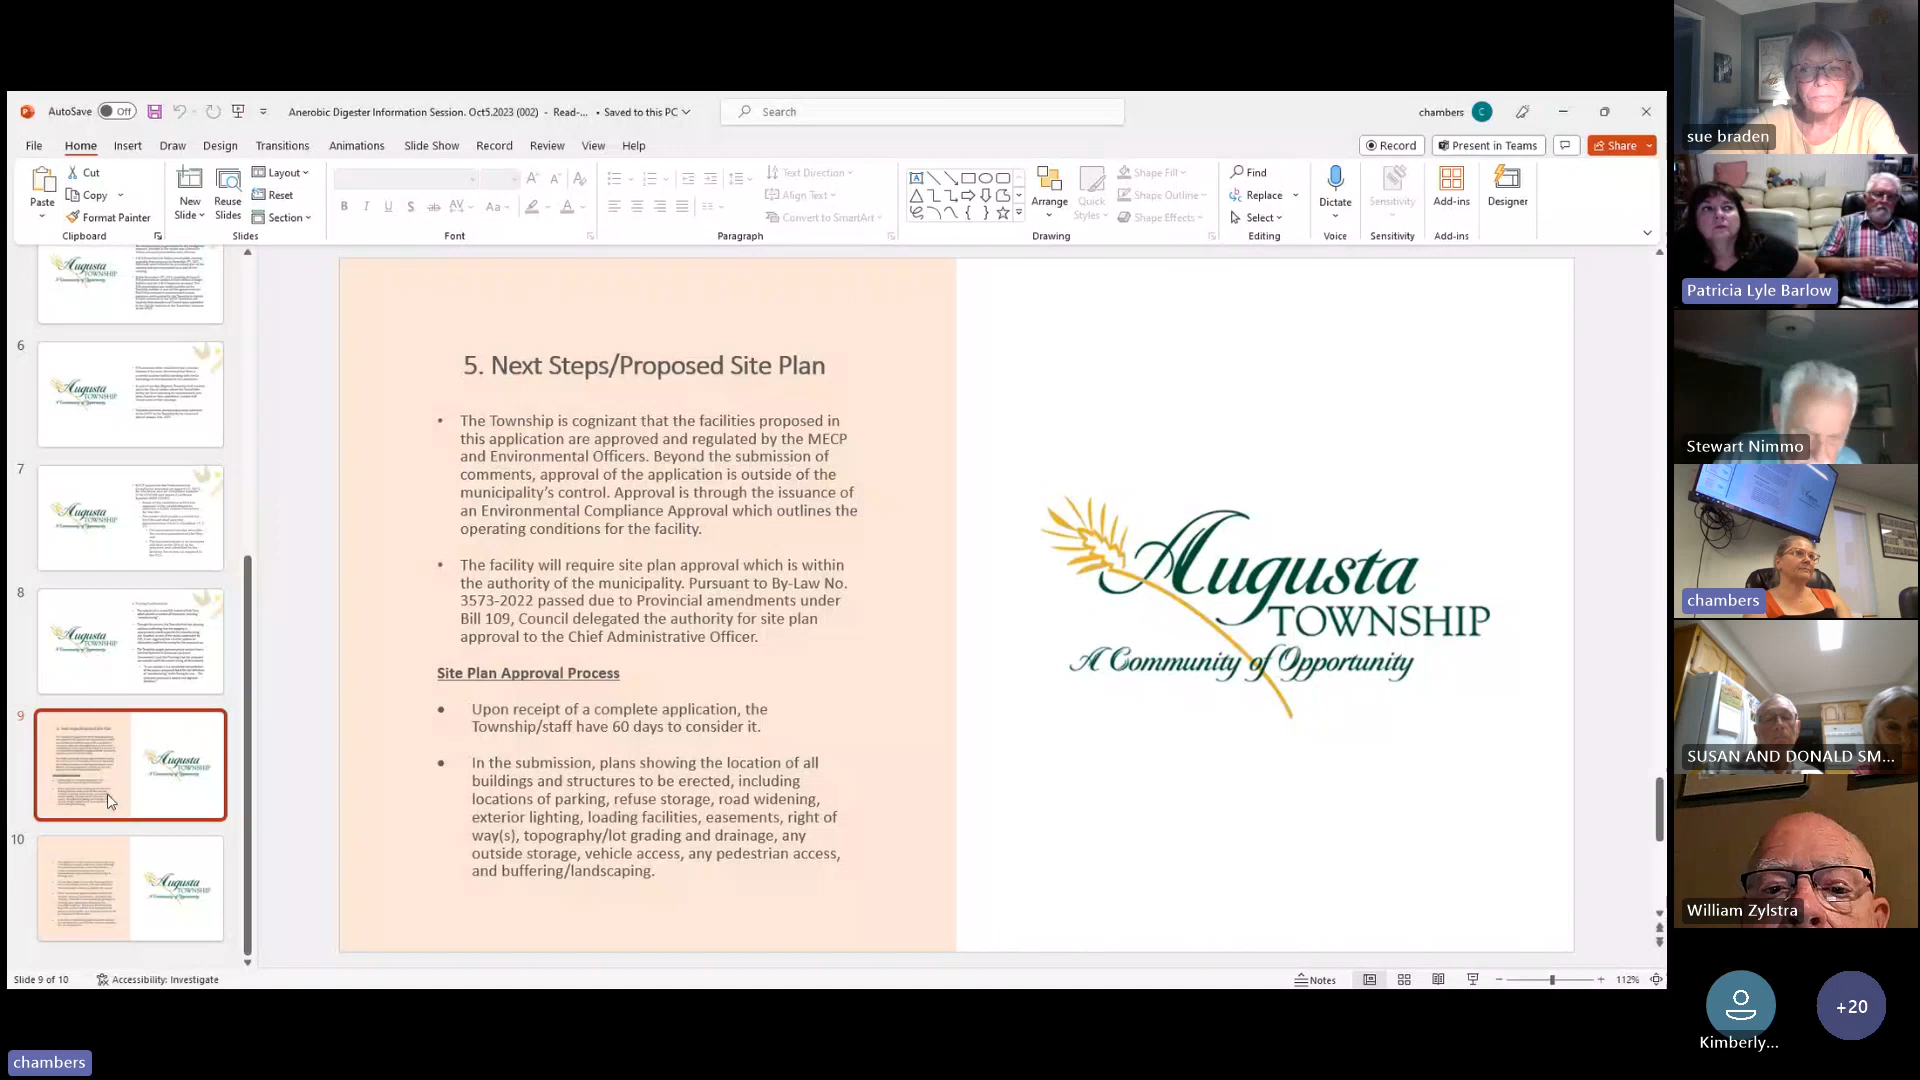 AutoSave Off
Anerobic Digester Information Session. Oct5.2023 (002) - Read-... • Saved to this PC
Search
chambers
C
File Home Insert Draw Design Transitions Animations Slide Show Record Review View Help
Record
Present in Teams
Share
Paste
Cut
Copy
Format Painter
Clipboard
New Slide
Reuse Slides
Layout
Reset
Section
Slides
B I U S ab AV Aa A
Font
Text Direction
Align Text
Convert to SmartArt
Paragraph
Arrange
Quick Styles
Shape Fill
Shape Outline
Shape Effects
Drawing
Find
Replace
Select
Editing
Dictate
Voice
Sensitivity
Sensitivity
Add-ins
Add-ins
Designer
6
7
8
9
10
5. Next Steps/Proposed Site Plan
• The Township is cognizant that the facilities proposed in
this application are approved and regulated by the MECP
and Environmental Officers. Beyond the submission of
comments, approval of the application is outside of the
municipality's control. Approval is through the issuance of
an Environmental Compliance Approval which outlines the
operating conditions for the facility.
• The facility will require site plan approval which is within
the authority of the municipality. Pursuant to By-Law No.
3573-2022 passed due to Provincial amendments under
Bill 109, Council delegated the authority for site plan
approval to the Chief Administrative Officer.
Site Plan Approval Process
• Upon receipt of a complete application, the
Township/staff have 60 days to consider it.
• In the submission, plans showing the location of all
buildings and structures to be erected, including
locations of parking, refuse storage, road widening,
exterior lighting, loading facilities, easements, right of
way(s), topography/lot grading and drainage, any
outside storage, vehicle access, any pedestrian access,
and buffering/landscaping.
Augusta
TOWNSHIP
A Community of Opportunity
Slide 9 of 10
Accessibility: Investigate
Notes
112%
sue braden
Patricia Lyle Barlow
Stewart Nimmo
chambers
SUSAN AND DONALD SM...
William Zylstra
Kimberly...
+20
chambers